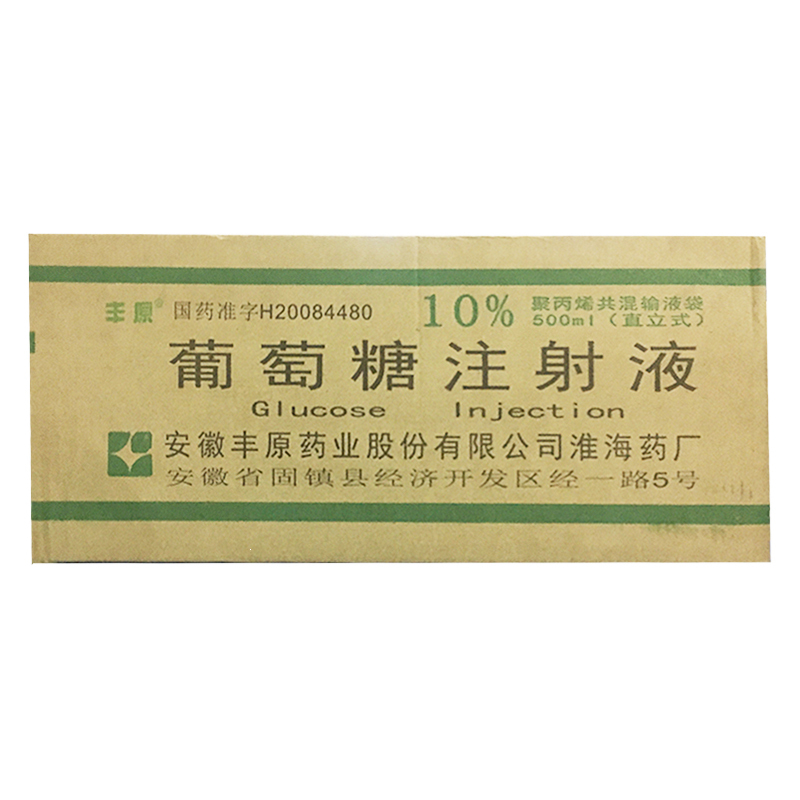 丰原® 国药准字H20084480 10% 聚丙烯共混输液袋
500ml（直立式）
葡萄糖注射液
Glucose Injection
安徽丰原药业股份有限公司淮海药厂
安徽省固镇县经济开发区经一路5号